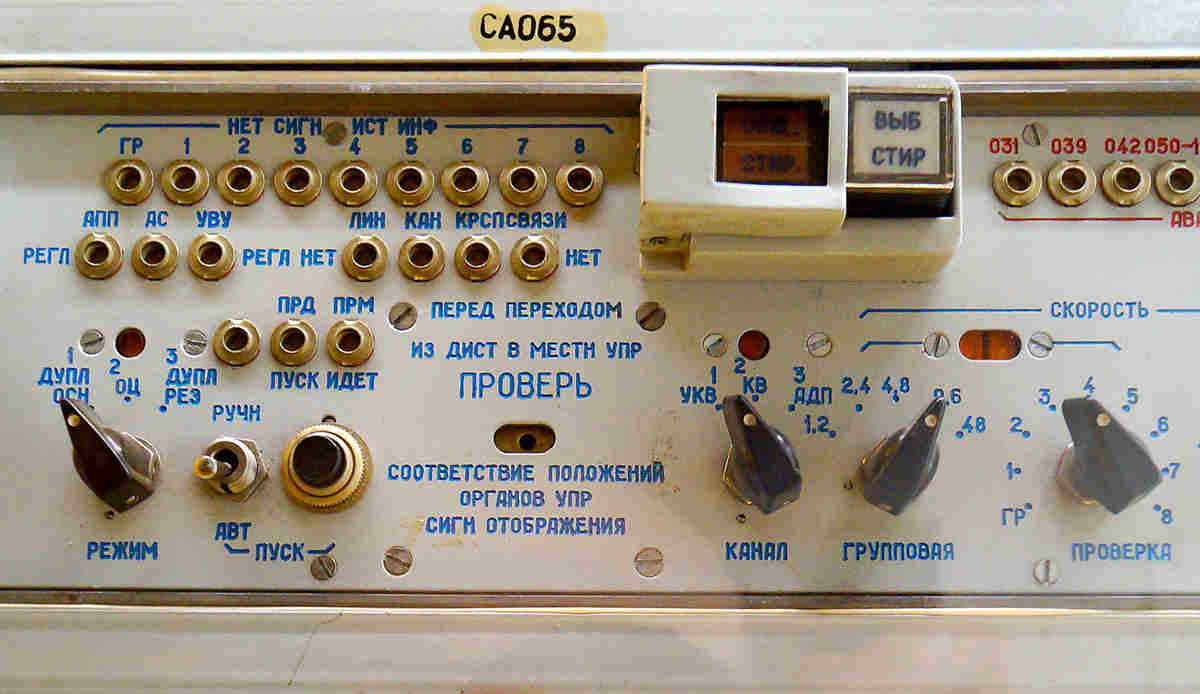 СА065
НЕТ СИГН ИСТ ИНФ
ГР 1 2 3 4 5 6 7 8
ВЫБ
СТИР
СТИР.
031 039 042 050-1
АПП АС УВУ ЛИН КАН КРСПСВЯЗИ
РЕГЛ РЕГЛ НЕТ НЕТ
ПРД ПРМ
ПУСК ИДЕТ
ПЕРЕД ПЕРЕХОДОМ
ИЗ ДИСТ В МЕСТН УПР
ПРОВЕРЬ
СООТВЕТСТВИЕ ПОЛОЖЕНИЙ
ОРГАНОВ УПР
СИГН ОТОБРАЖЕНИЯ
1 ДУПЛ ОСН
2 ОЦ
3 ДУПЛ РЕЗ
РЕЖИМ
РУЧН
АВТ
ПУСК
1 УКВ
2 КВ
3 АДП
КАНАЛ
СКОРОСТЬ
1.2 2,4 4,8 9,6 48
ГРУППОВАЯ
ГР 1 2 3 4 5 6 7 8
ПРОВЕРКА